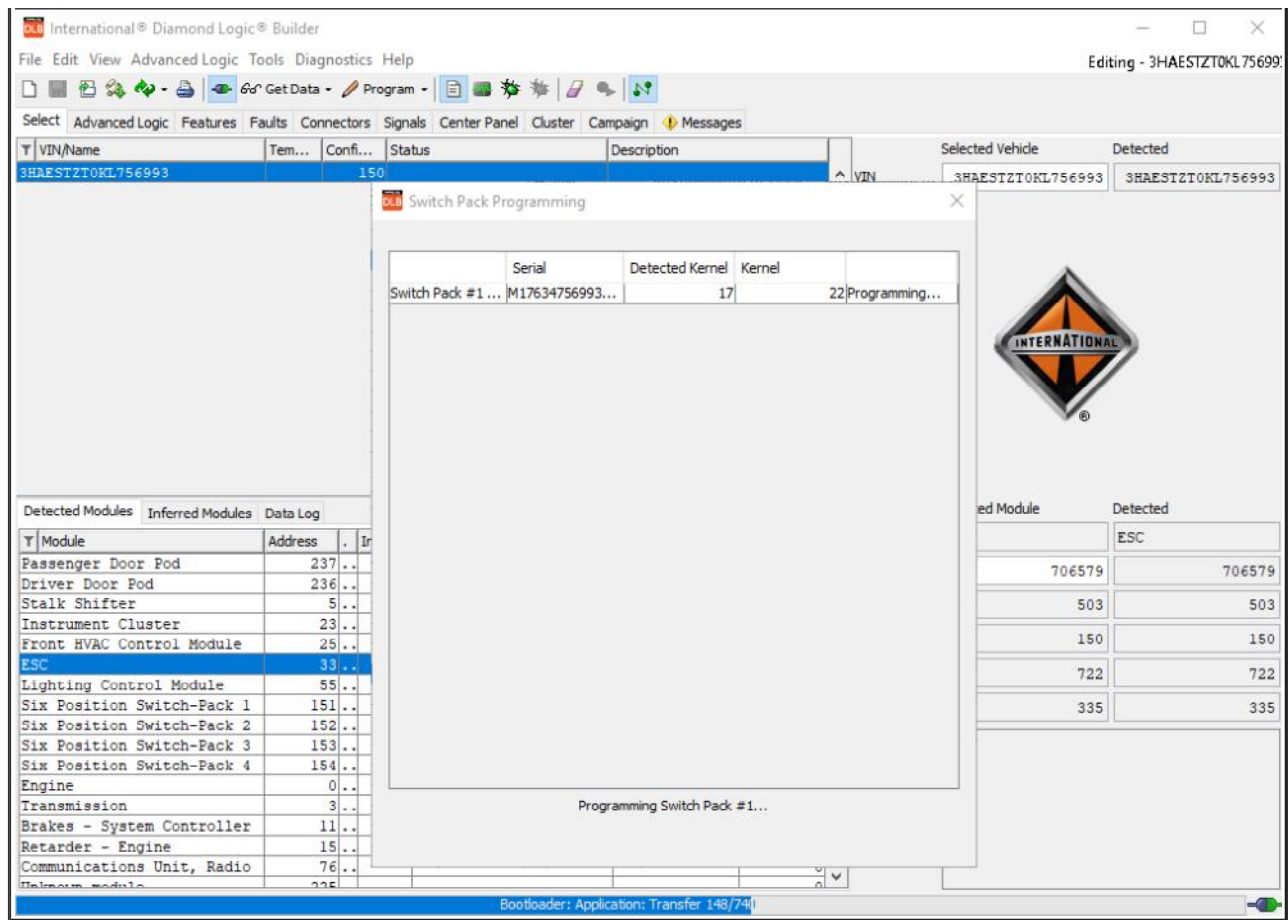 DLB International® Diamond Logic® Builder
File Edit View Advanced Logic Tools Diagnostics Help
Editing - 3HAESTZT0KL75699
Get Data Program
Select Advanced Logic Features Faults Connectors Signals Center Panel Cluster Campaign Messages
VIN/Name Tem... Confi... Status Description
Selected Vehicle Detected
3HAESTZT0KL756993 150
VIN 3HAESTZT0KL756993 3HAESTZT0KL756993
DLB Switch Pack Programming
Serial Detected Kernel Kernel
Switch Pack #1 ... M17634756993... 17 22 Programming...
INTERNATIONAL
®
Detected Modules Inferred Modules Data Log
ed Module Detected
Module Address . Ir
ESC
Passenger Door Pod 237 ..
706579 706579
Driver Door Pod 236 ..
Stalk Shifter 5 ..
503 503
Instrument Cluster 23 ..
Front HVAC Control Module 25 ..
150 150
ESC 33 ..
722 722
Lighting Control Module 55 ..
Six Position Switch-Pack 1 151 ..
335 335
Six Position Switch-Pack 2 152 ..
Six Position Switch-Pack 3 153 ..
Six Position Switch-Pack 4 154 ..
Engine 0 ..
Transmission 3 ..
Programming Switch Pack #1...
Brakes - System Controller 11 ..
Retarder - Engine 15 ..
Communications Unit, Radio 76 ..
Bootloader: Application: Transfer 148/740